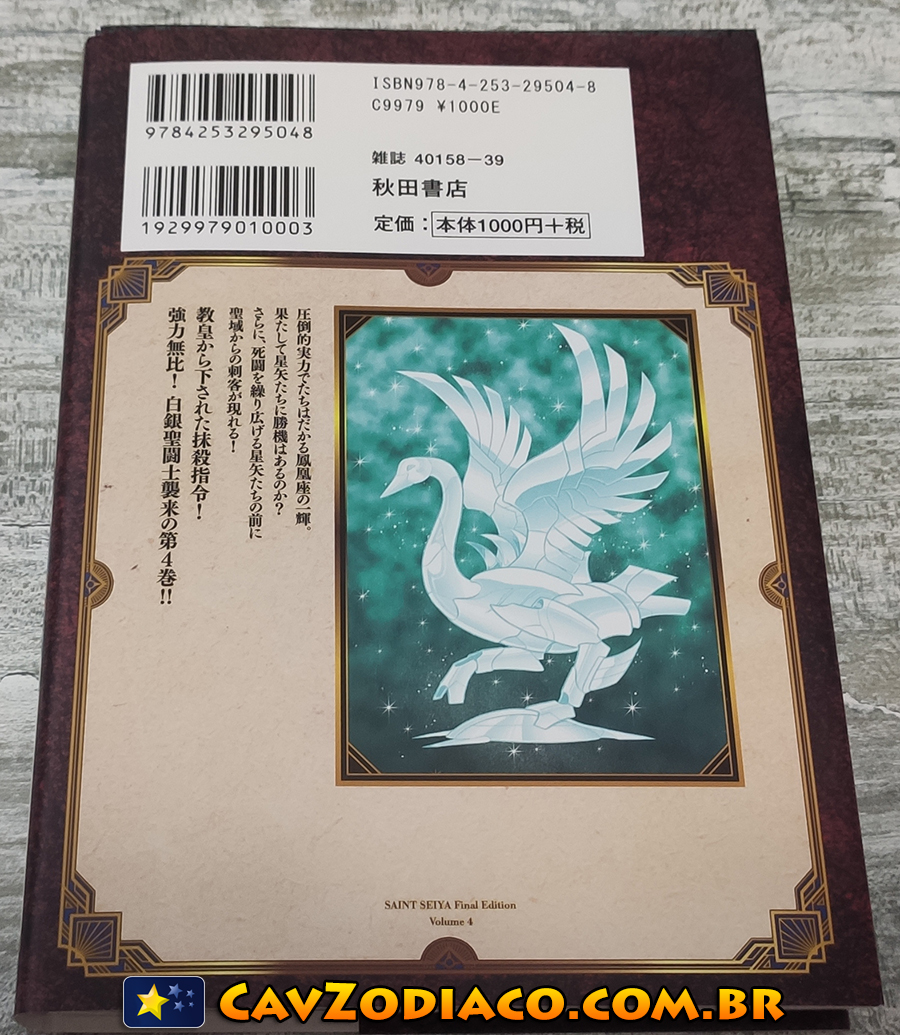 ISBN978-4-253-29504-8
C9979 ¥1000E
9784253295048
雑誌 40158-39
秋田書店
1929979010003
定価：本体1000円+税
圧倒的実力でたちはだかる鳳凰座の一輝。
果たして星矢たちに勝機はあるのか？
さらに、死闘を繰り広げる星矢たちの前に
聖域からの刺客が現れる！
教皇から下された抹殺指令！
強力無比！白銀聖闘士襲来の第4巻!!
SAINT SEIYA Final Edition
Volume 4
CAVZODIACO.COM.BR